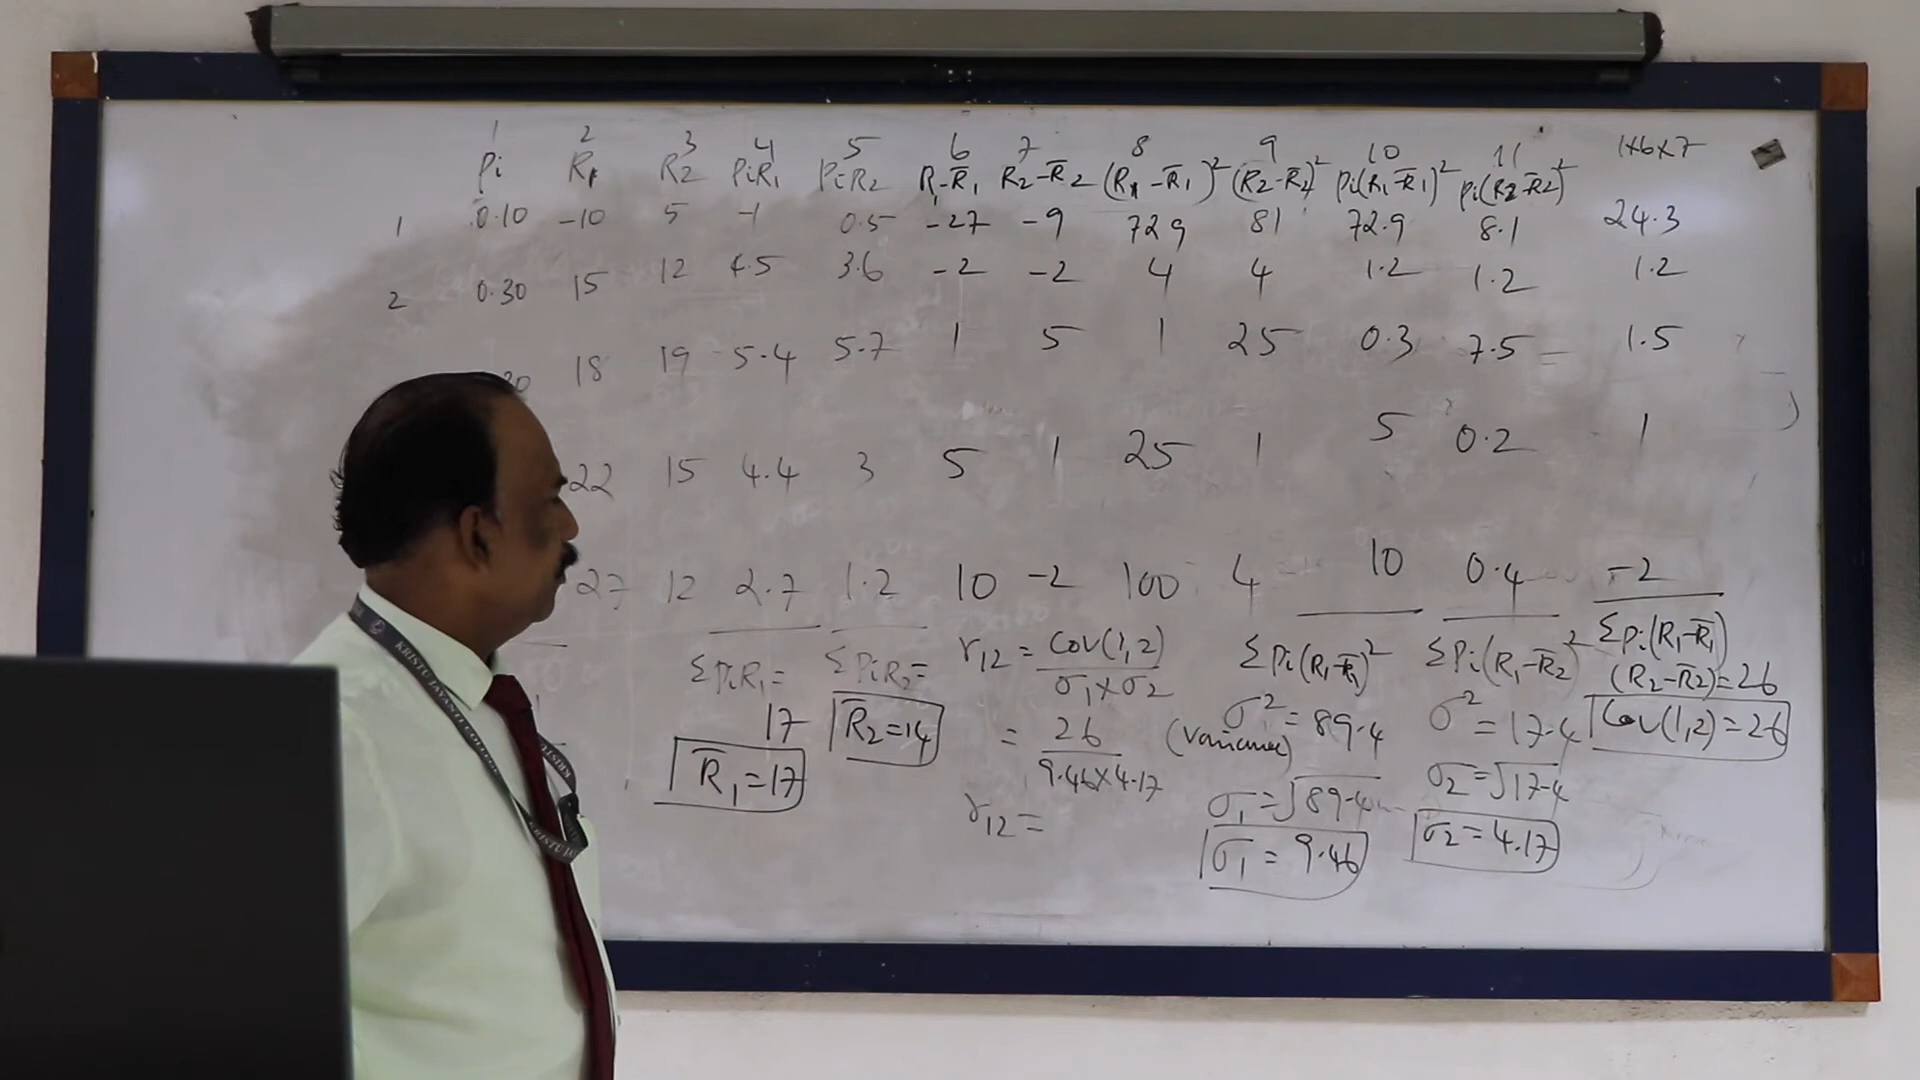 1 2 3 4 5 6 7 8 9 10 11 1×6×7
Pi R1 R2 PiR1 PiR2 R1-R̅1 R2-R̅2 (R1-R̅1)² (R2-R̅2)² Pi(R1-R̅1)² Pi(R2-R̅2)²
1 0.10 -10 5 -1 0.5 -27 -9 729 81 72.9 8.1 24.3
2 0.30 15 12 4.5 3.6 -2 -2 4 4 1.2 1.2 1.2
30 18 19 5.4 5.7 1 5 1 25 0.3 7.5 1.5
22 15 4.4 3 5 1 25 1 5 0.2 1
27 12 2.7 1.2 10 -2 100 4 10 0.4 -2
ΣPiR1= 17
R̅1=17
ΣPiR2=
R̅2=14
r12 = Cov(1,2)
σ1×σ2
= 26
9.46×4.17
r12 =
ΣPi(R1-R̅1)²
σ² = 89.4
(Variance)
σ1=√89.4
σ1 = 9.46
ΣPi(R1-R̅2)²
σ² = 17.4
σ2=√17.4
σ2 = 4.17
ΣPi(R1-R̅1)
(R2-R̅2)=26
Cov(1,2)=26
KRISTU JAYANTI COLLEGE
KRISTU JA